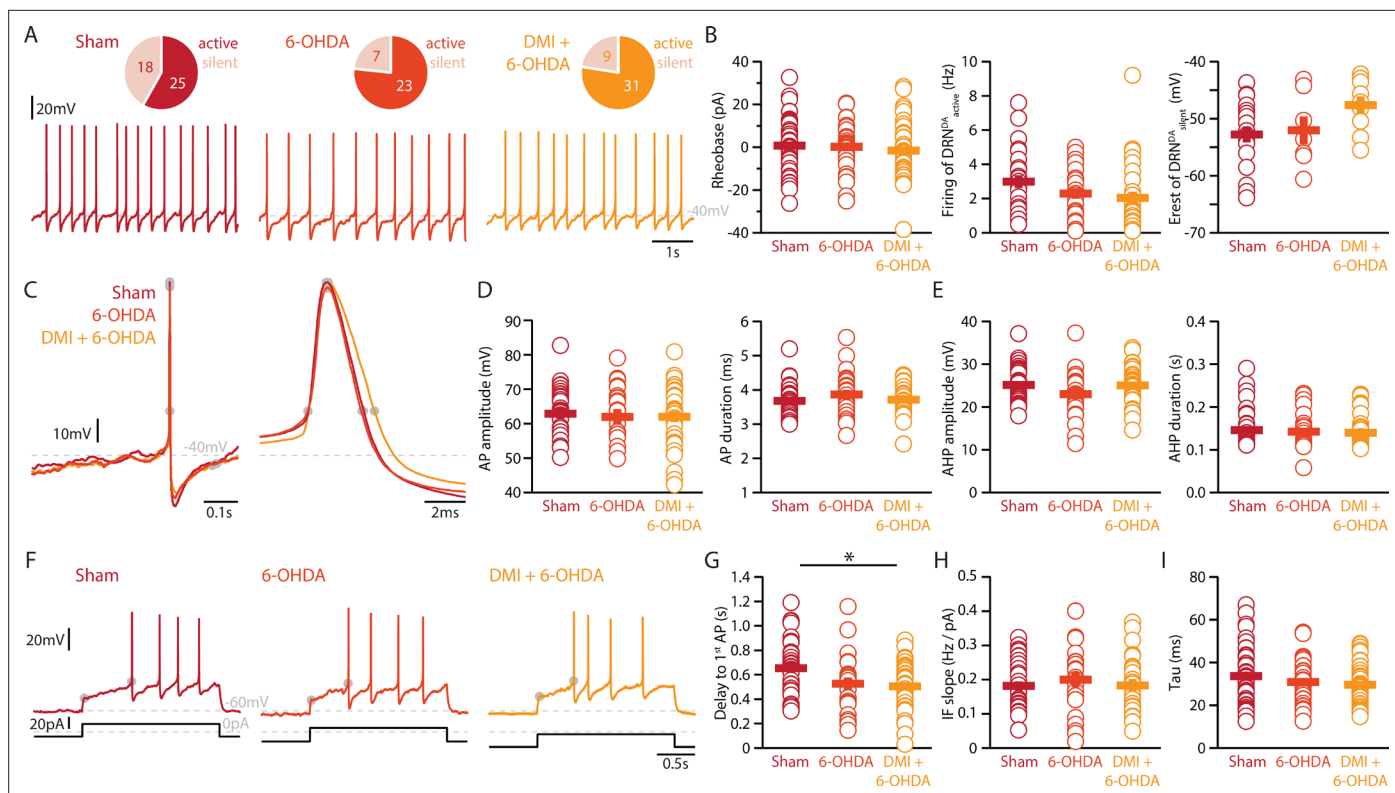 A
Sham
18
25
active
silent
6-OHDA
7
23
active
silent
DMI +
6-OHDA
9
31
active
silent
20mV
-40mV
1s
B
Rheobase (pA)
40
20
0
-20
-40
Sham
6-OHDA
DMI +
6-OHDA
Firing of DRN^DA_active (Hz)
10
8
6
4
2
0
Sham
6-OHDA
DMI +
6-OHDA
Erest of DRN^DA_silent (mV)
-40
-50
-60
-70
Sham
6-OHDA
DMI +
6-OHDA
C
Sham
6-OHDA
DMI + 6-OHDA
10mV
-40mV
0.1s
2ms
D
AP amplitude (mV)
90
80
70
60
50
40
Sham
6-OHDA
DMI +
6-OHDA
AP duration (ms)
6
5
4
3
2
1
Sham
6-OHDA
DMI +
6-OHDA
E
AHP amplitude (mV)
40
30
20
10
0
Sham
6-OHDA
DMI +
6-OHDA
AHP duration (s)
0.4
0.3
0.2
0.1
0.0
Sham
6-OHDA
DMI +
6-OHDA
F
Sham
6-OHDA
DMI + 6-OHDA
20mV
-60mV
20pA
0pA
0.5s
G
*
Delay to 1st AP (s)
1.4
1.2
1.0
0.8
0.6
0.4
0.2
0
Sham
6-OHDA
DMI +
6-OHDA
H
IF slope (Hz / pA)
0.5
0.4
0.3
0.2
0.1
0
Sham
6-OHDA
DMI +
6-OHDA
I
Tau (ms)
80
60
40
20
0
Sham
6-OHDA
DMI +
6-OHDA